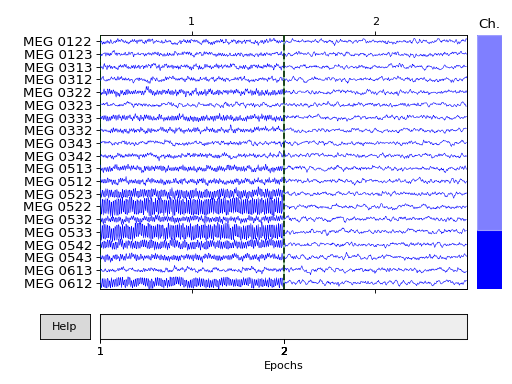 1 2 Ch.
MEG 0122
MEG 0123
MEG 0313
MEG 0312
MEG 0322
MEG 0323
MEG 0333
MEG 0332
MEG 0343
MEG 0342
MEG 0513
MEG 0512
MEG 0523
MEG 0522
MEG 0532
MEG 0533
MEG 0542
MEG 0543
MEG 0613
MEG 0612
Help
1 2
Epochs